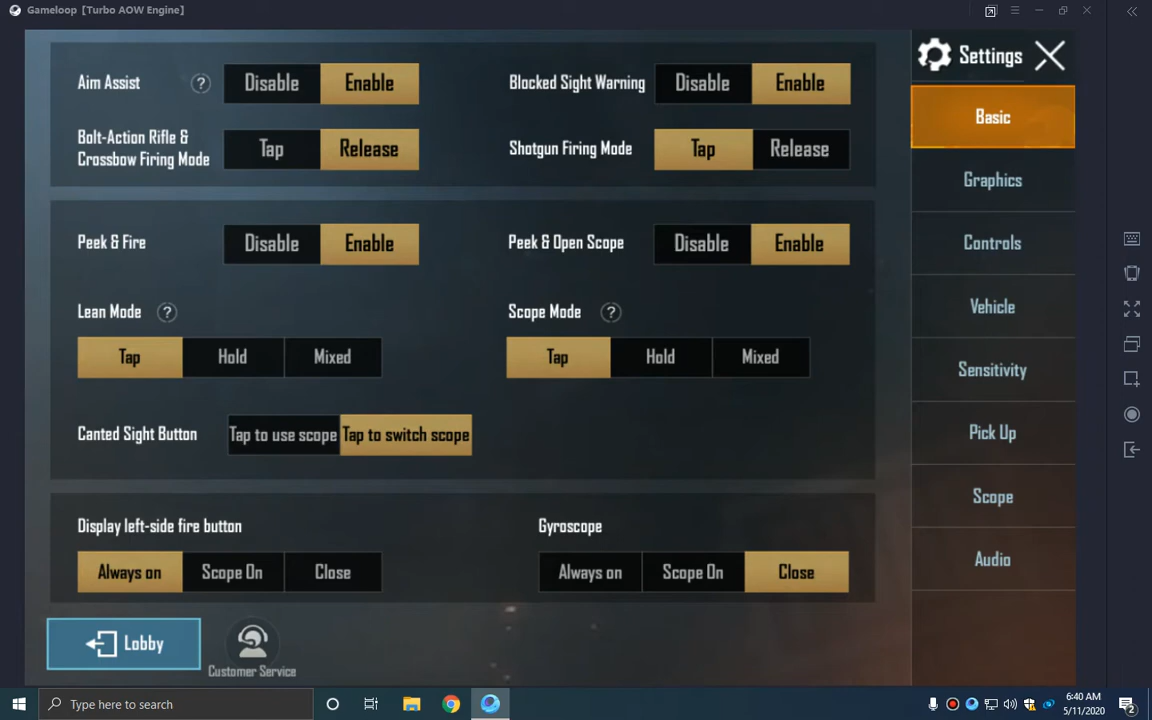 Gameloop [Turbo AOW Engine]
Settings
Aim Assist ? Disable Enable
Blocked Sight Warning Disable Enable
Bolt-Action Rifle &
Crossbow Firing Mode Tap Release
Shotgun Firing Mode Tap Release
Peek & Fire Disable Enable
Peek & Open Scope Disable Enable
Lean Mode ?
Tap Hold Mixed
Scope Mode ?
Tap Hold Mixed
Canted Sight Button Tap to use scope Tap to switch scope
Display left-side fire button
Always on Scope On Close
Gyroscope
Always on Scope On Close
Lobby
Customer Service
Basic
Graphics
Controls
Vehicle
Sensitivity
Pick Up
Scope
Audio
Type here to search
6:40 AM
5/11/2020
2